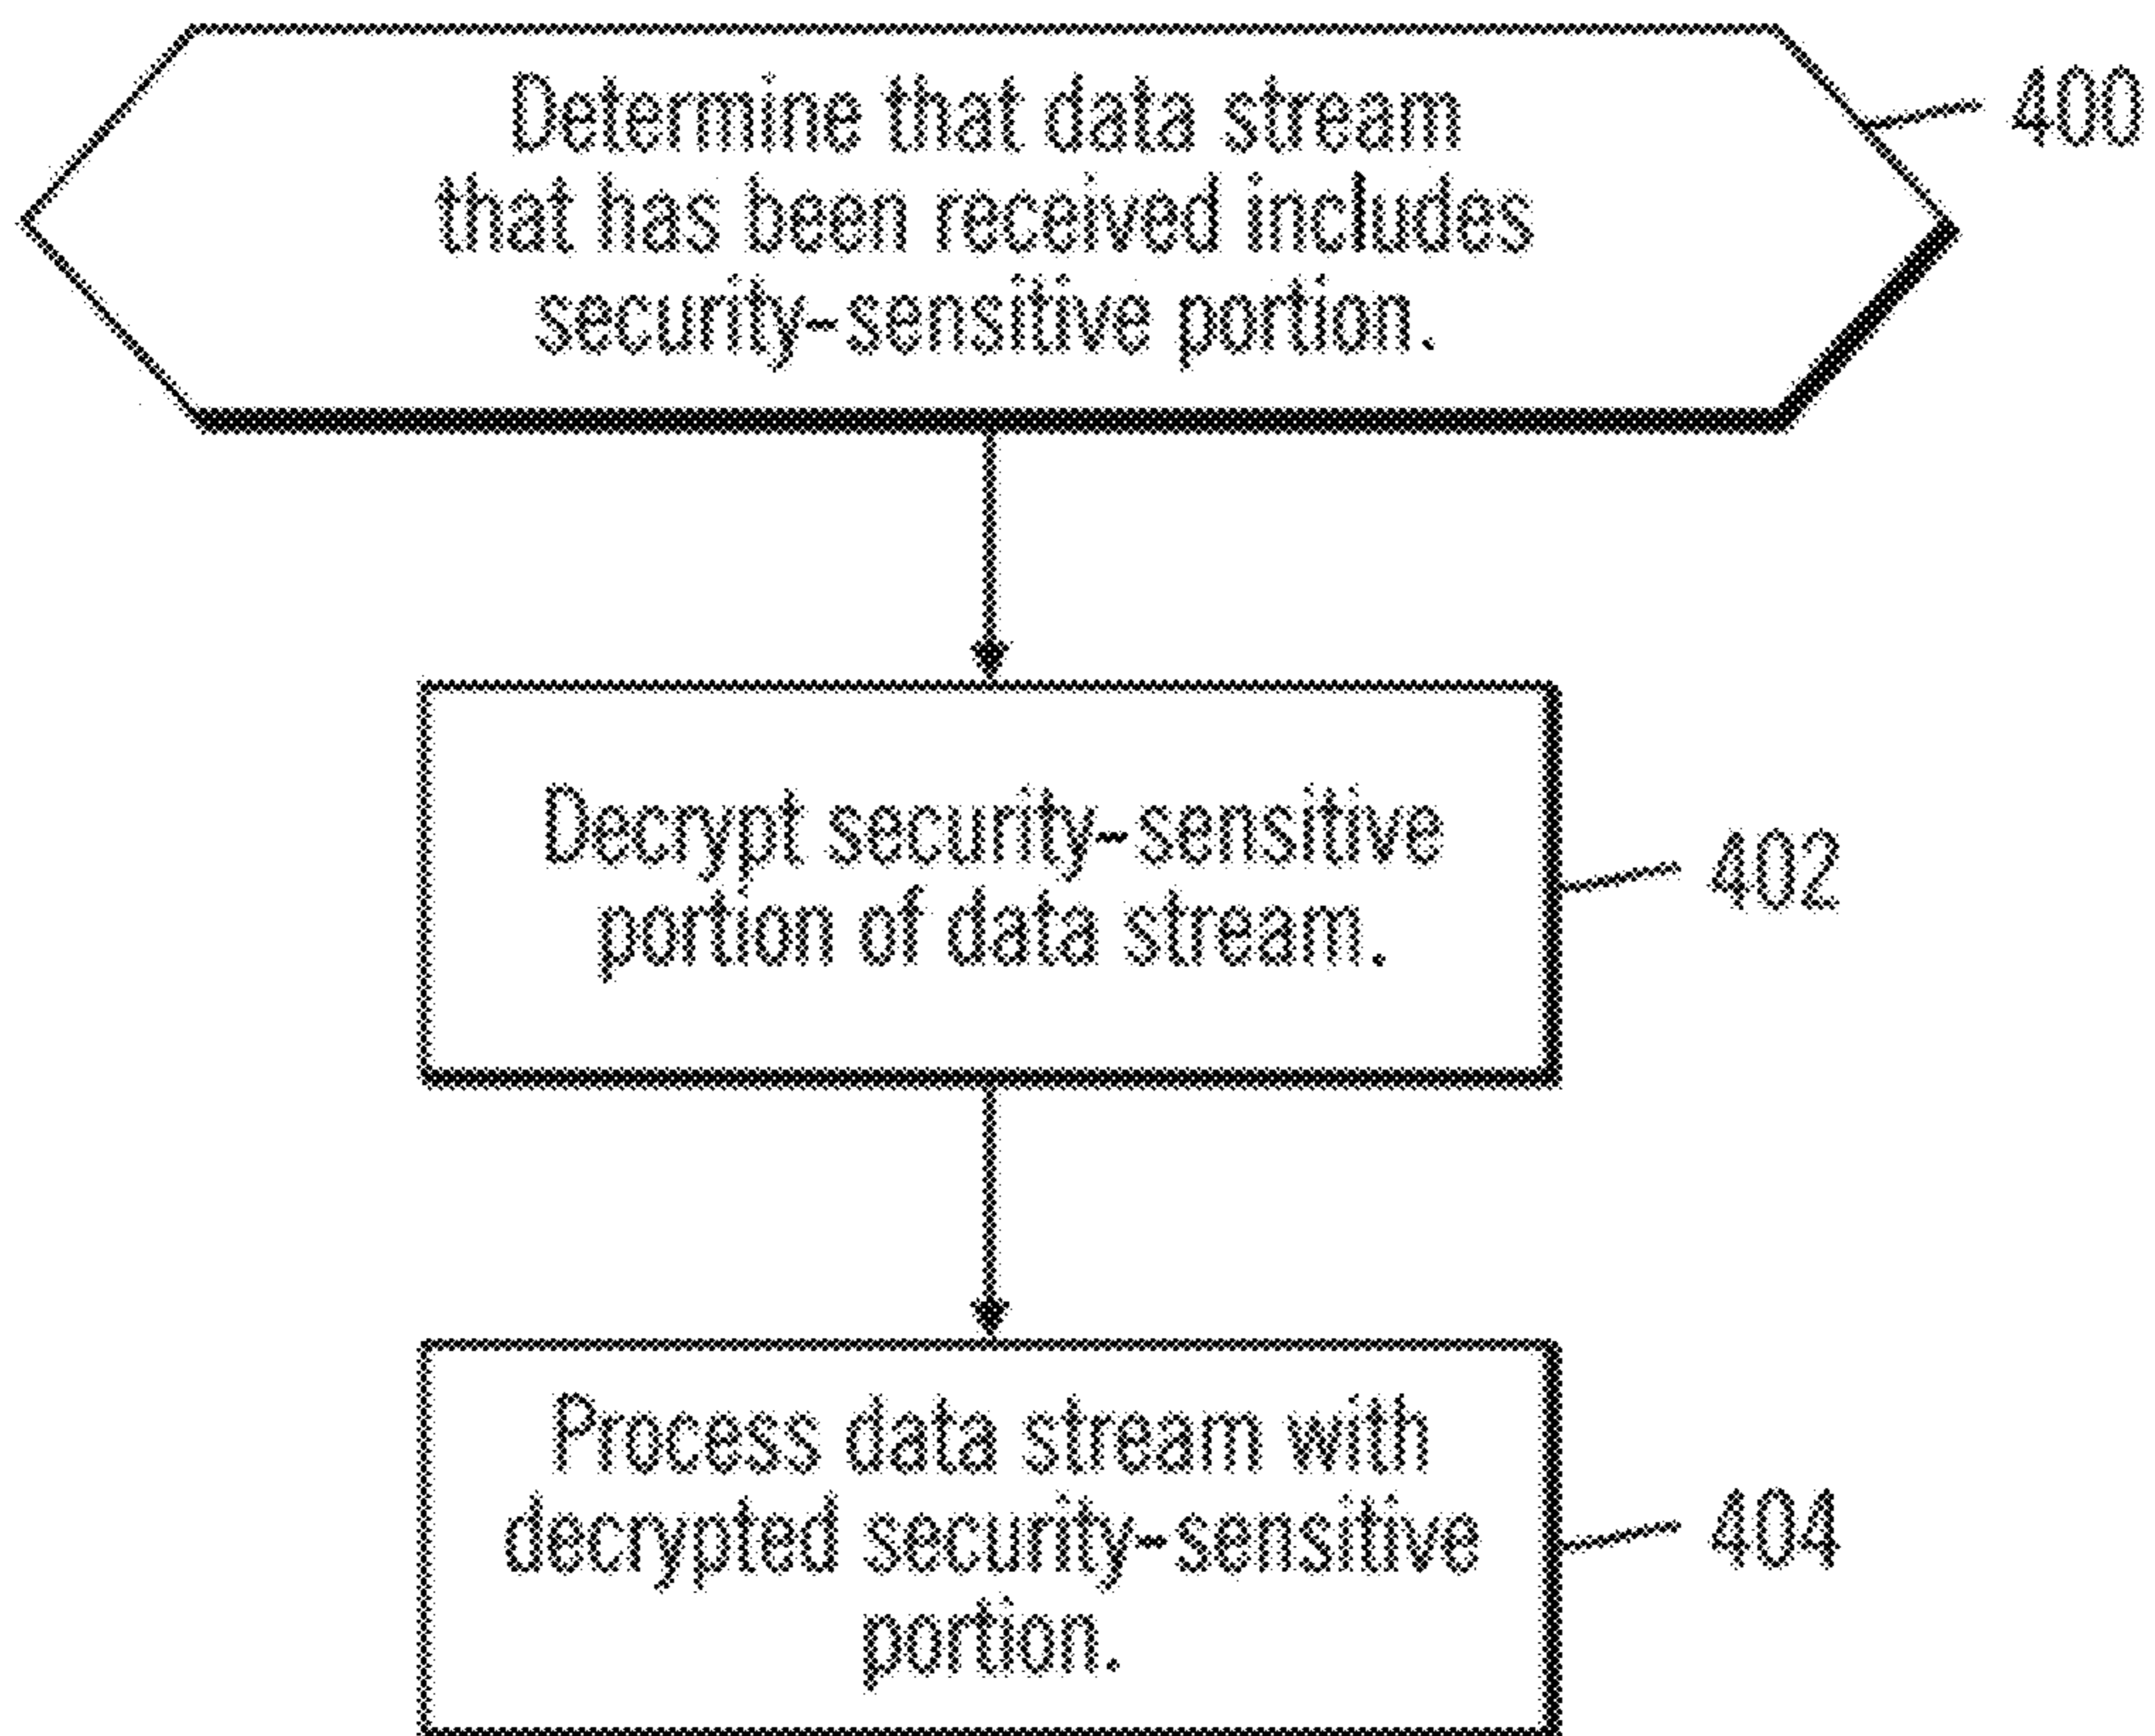 Determine that data stream
400
that has been received includes
security-sensitive portion.
Decrypt security-sensitive
402
portion of data stream.
Process data stream with
decrypted security-sensitive
404
portion.